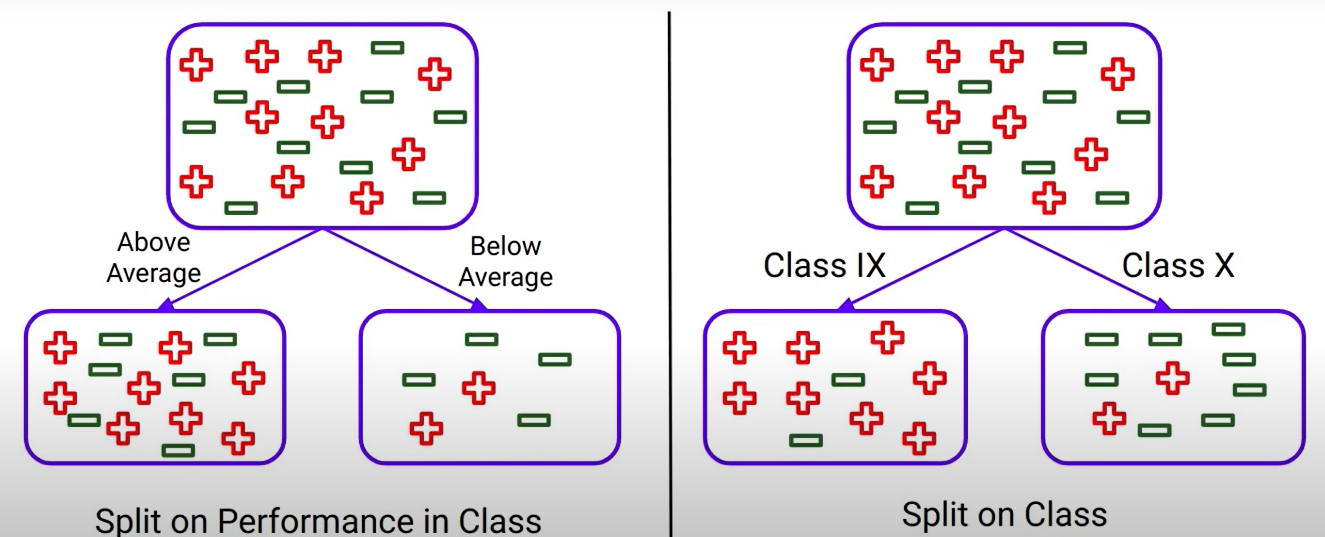 Above
Average
Below
Average
Split on Performance in Class
Class IX
Class X
Split on Class